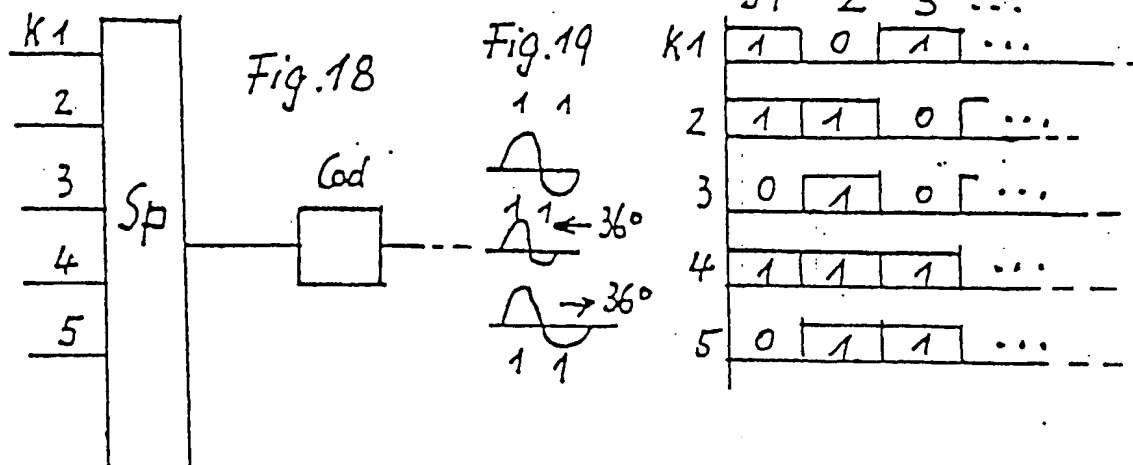 K1
2
3
4
5
Sp
Fig.18
Cod
Fig.19
1 1
1 1 ← 36°
→ 36°
1 1
2 3 ...
K1 1 0 1 ...
2 1 1 0 ...
3 0 1 0 ...
4 1 1 1 ...
5 0 1 1 ...